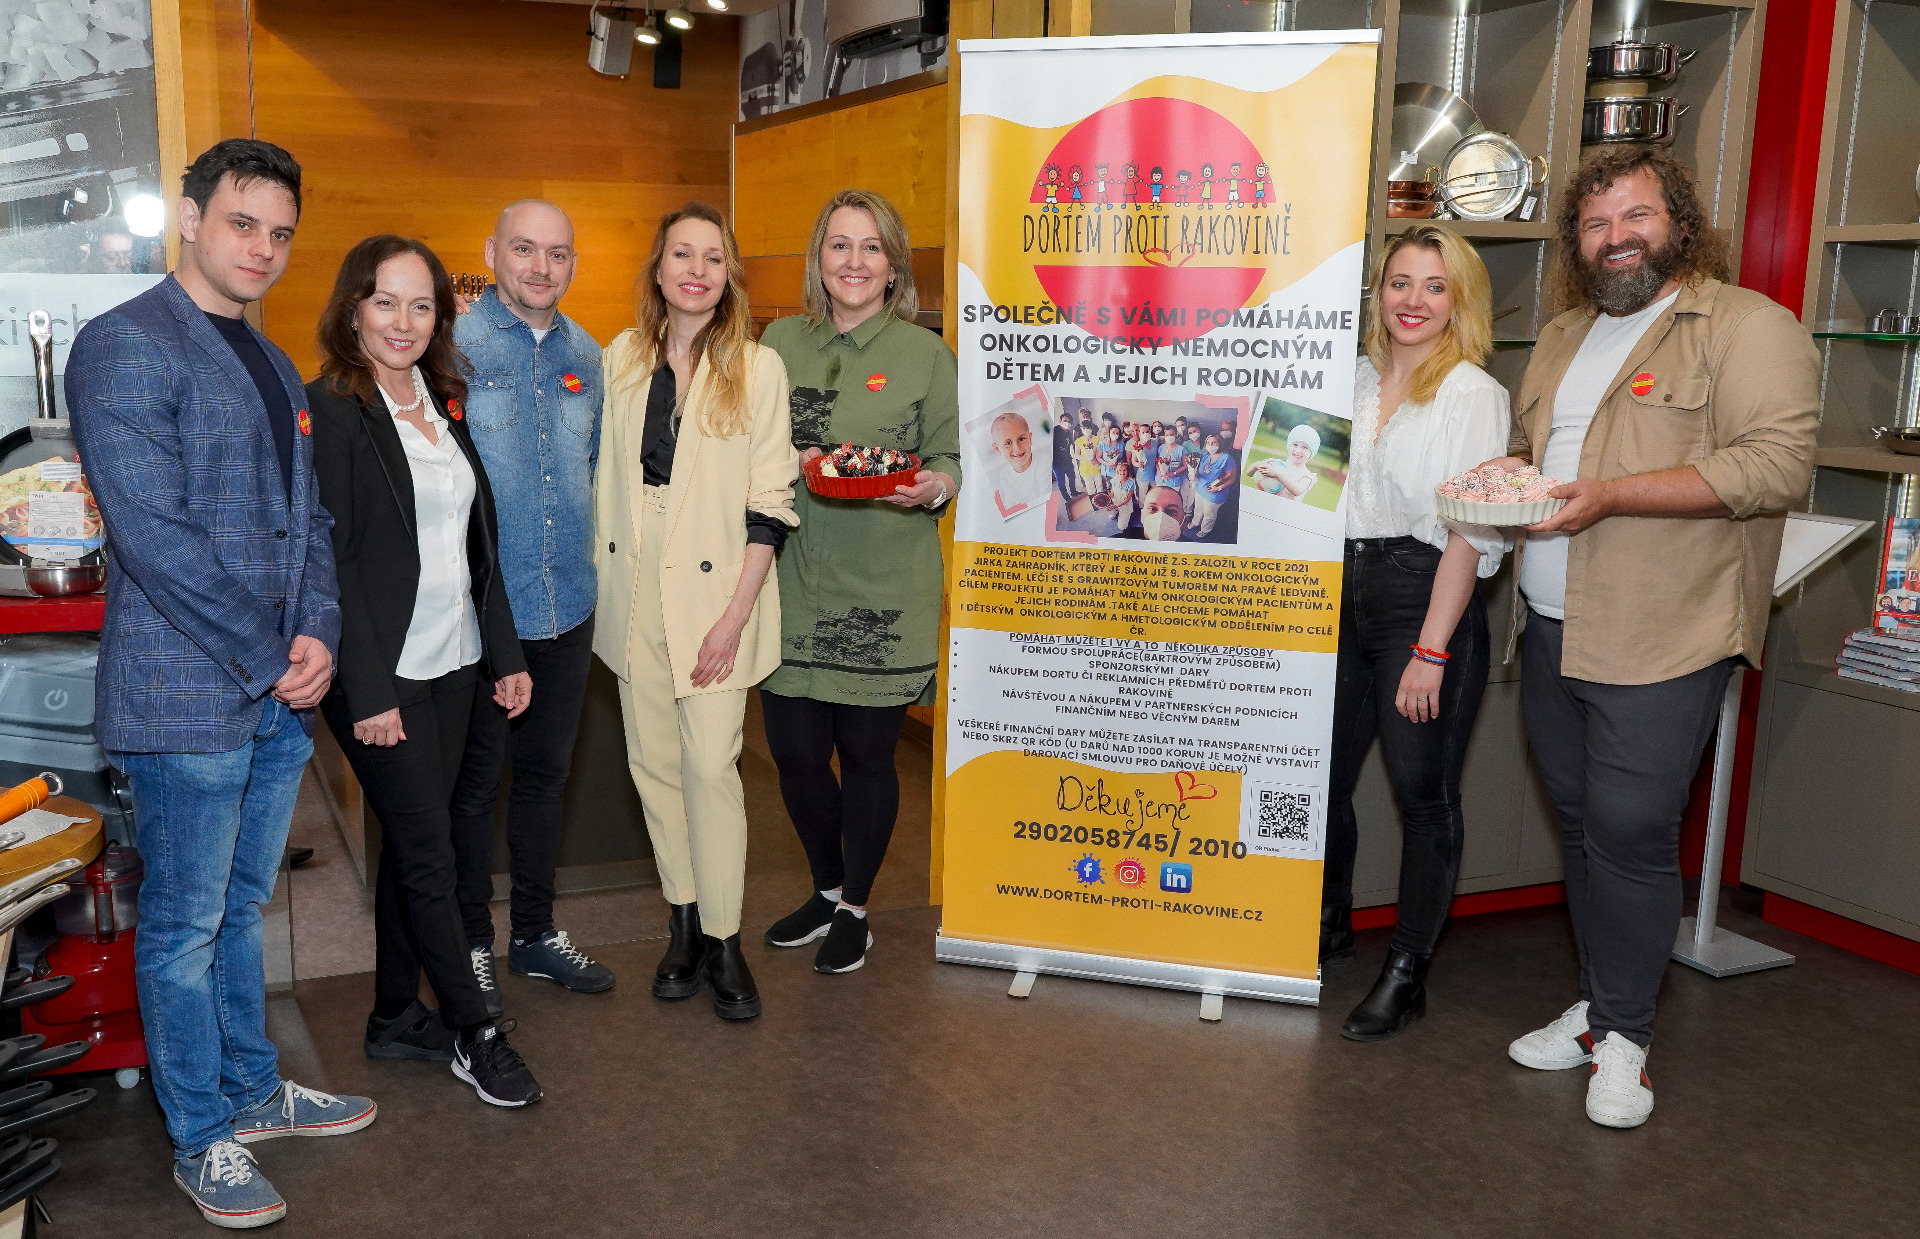 DORTEM PROTI RAKOVINĚ
SPOLEČNĚ S VÁMI POMÁHÁME
ONKOLOGICKY NEMOCNÝM
DĚTEM A JEJICH RODINÁM
PROJEKT DORTEM PROTI RAKOVINĚ Z.S. ZALOŽIL V ROCE 2021
JIRKA ZAHRADNÍK, KTERÝ JE SÁM JIŽ 9. ROKEM ONKOLOGICKÝM
PACIENTEM. LÉČÍ SE S GRAWITZOVÝM TUMOREM NA PRAVÉ LEDVINĚ.
CÍLEM PROJEKTU JE POMÁHAT MALÝM ONKOLOGICKÝM PACIENTŮM A
JEJICH RODINÁM .TAKÉ ALE CHCEME POMÁHAT
I DĚTSKÝM ONKOLOGICKÝM A HMETOLOGICKÝM ODDĚLENÍM PO CELÉ
ČR.
POMÁHAT MŮŽETE I VY A TO NĚKOLIKA ZPŮSOBY
FORMOU SPOLUPRÁCE(BARTROVÝM ZPŮSOBEM)
SPONZORSKÝMI DARY
NÁKUPEM DORTU ČI REKLAMNÍCH PŘEDMĚTŮ DORTEM PROTI
RAKOVINĚ
NÁVŠTĚVOU A NÁKUPEM V PARTNERSKÝCH PODNICÍCH
FINANČNÍM NEBO VĚCNÝM DAREM
VEŠKERÉ FINANČNÍ DARY MŮŽETE ZASÍLAT NA TRANSPARENTNÍ ÚČET
NEBO SKRZ QR KÓD (U DARŮ NAD 1000 KORUN JE MOŽNÉ VYSTAVIT
DAROVACÍ SMLOUVU PRO DAŇOVÉ ÚČELY)
Děkujeme
2902058745/ 2010
QR Platba
f
in
WWW.DORTEM-PROTI-RAKOVINE.CZ
kitch